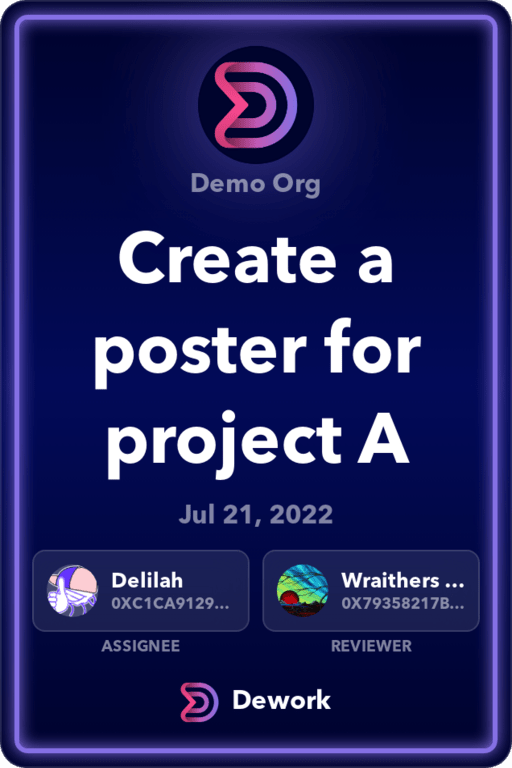 Demo Org
Create a
poster for
project A
Jul 21, 2022
Delilah
0XC1CA9129...
Wraithers ...
0X79358217B...
ASSIGNEE
REVIEWER
Dework